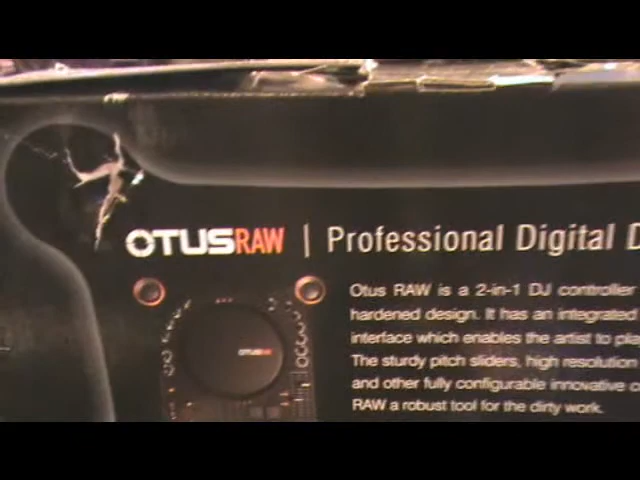 OTUSRAW | Professional Digital D
Otus RAW is a 2-in-1 DJ controller
hardened design. It has an integrated
interface which enables the artist to pla
The sturdy pitch sliders, high resolution
and other fully configurable innovative c
RAW a robust tool for the dirty work.
OTUSRAW